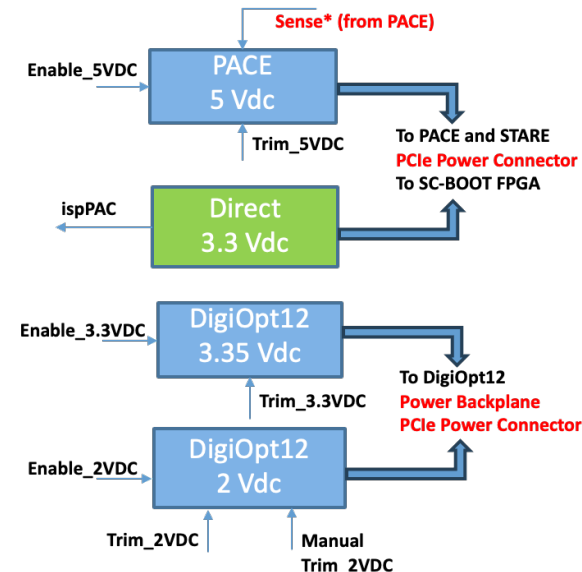 Sense* (from PACE)
Enable_5VDC
PACE
5 Vdc
Trim_5VDC
To PACE and STARE
PCIe Power Connector
To SC-BOOT FPGA
ispPAC
Direct
3.3 Vdc
Enable_3.3VDC
DigiOpt12
3.35 Vdc
Trim_3.3VDC
To DigiOpt12
Power Backplane
PCIe Power Connector
Enable_2VDC
DigiOpt12
2 Vdc
Trim_2VDC
Manual
Trim 2VDC